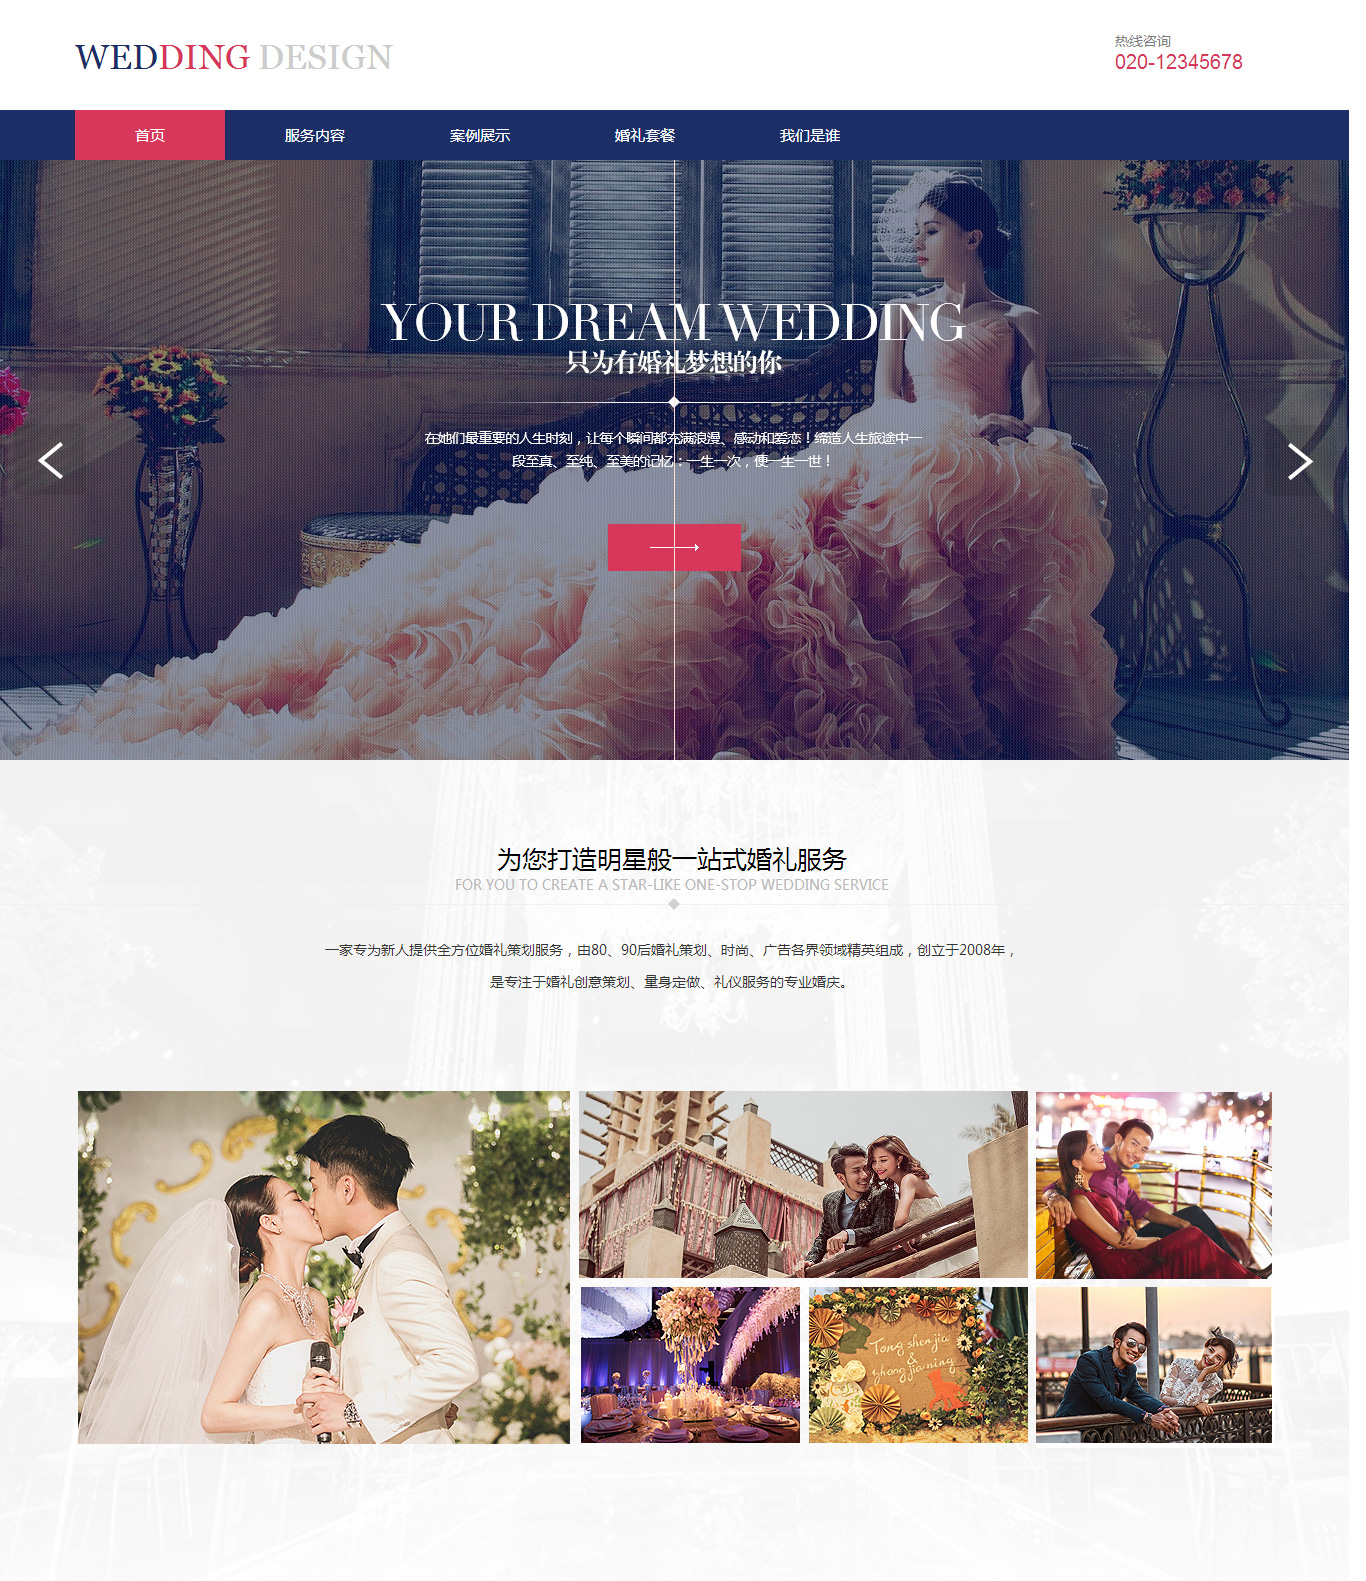 WEDDING DESIGN
热线咨询
020-12345678
首页
服务内容
案例展示
婚礼套餐
我们是谁
YOUR DREAM WEDDING
只为有婚礼梦想的你
在她们最重要的人生时刻，让每个瞬间都充满浪漫、感动和爱恋！缔造人生旅途中一
段至真、至纯、至美的记忆：一生一次，便一生一世！
为您打造明星般一站式婚礼服务
FOR YOU TO CREATE A STAR-LIKE ONE-STOP WEDDING SERVICE
一家专为新人提供全方位婚礼策划服务，由80、90后婚礼策划、时尚、广告各界领域精英组成，创立于2008年，
是专注于婚礼创意策划、量身定做、礼仪服务的专业婚庆。
Tong shen jia
&
shang jia ning